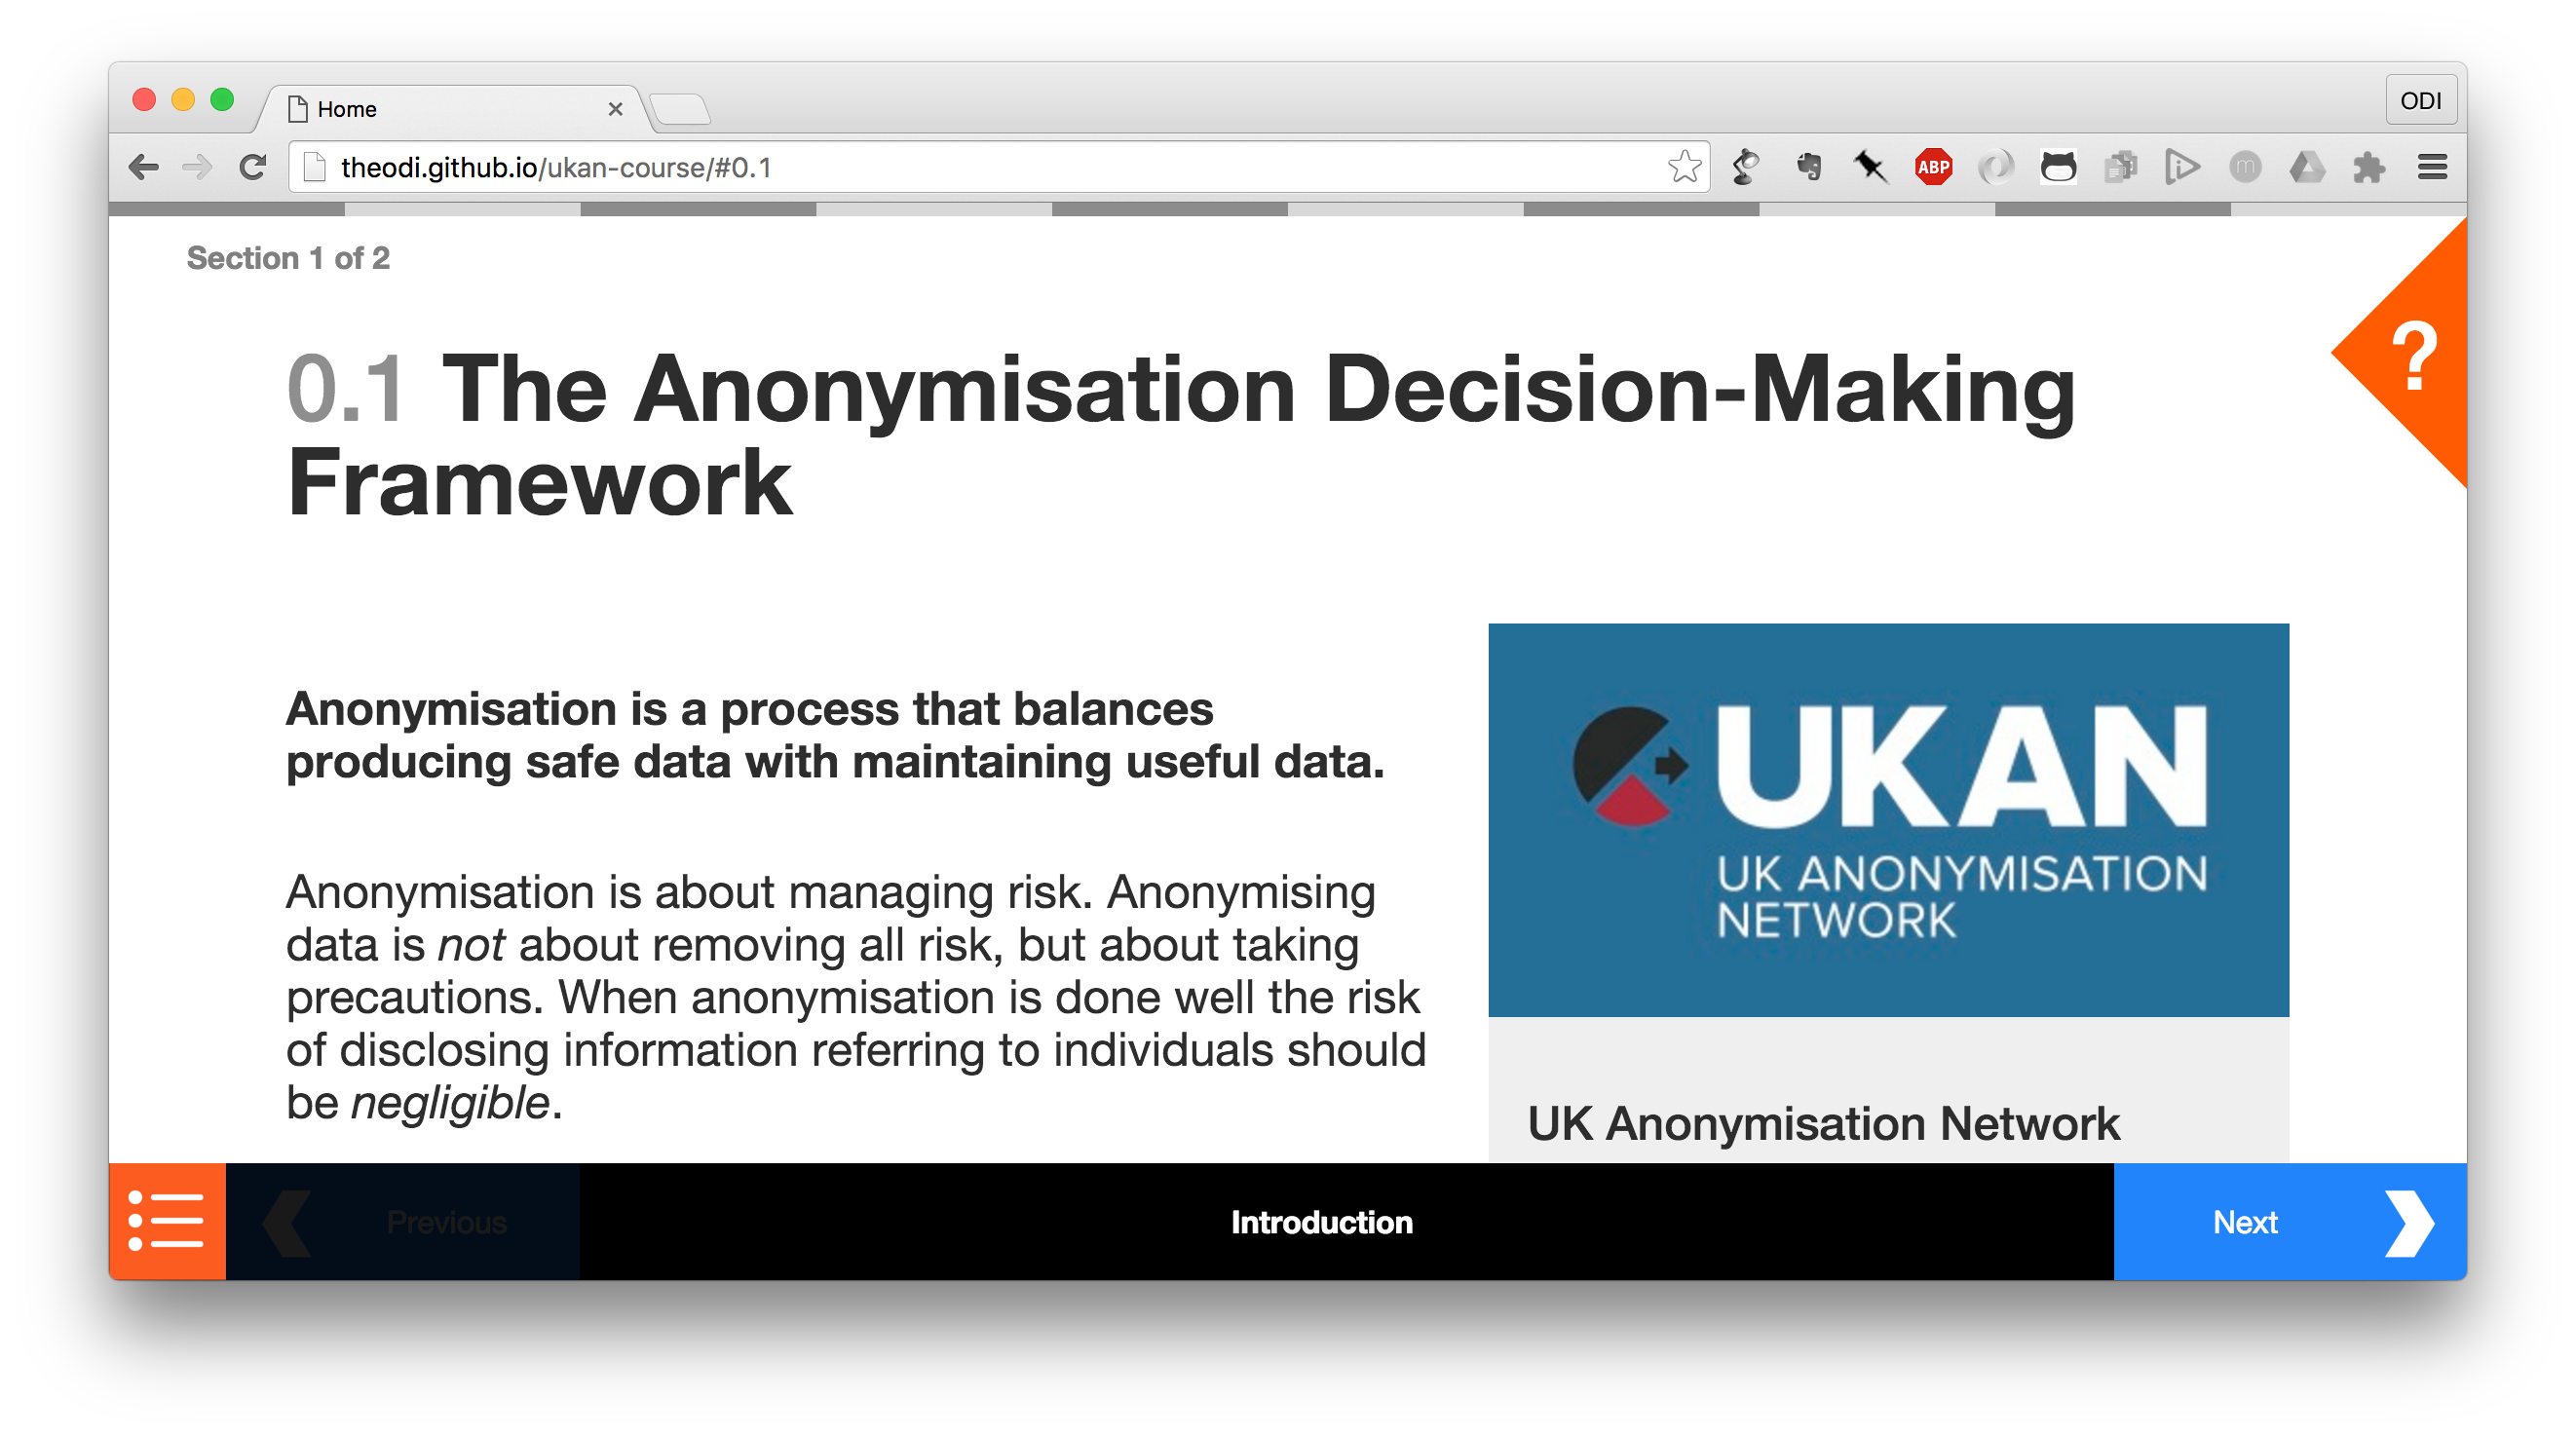 Home
ODI
theodi.github.io/ukan-course/#0.1
ABP
m
Section 1 of 2
?
0.1 The Anonymisation Decision-Making
Framework
Anonymisation is a process that balances
producing safe data with maintaining useful data.
Anonymisation is about managing risk. Anonymising
data is not about removing all risk, but about taking
precautions. When anonymisation is done well the risk
of disclosing information referring to individuals should
be negligible.
UKAN
UK ANONYMISATION
NETWORK
UK Anonymisation Network
Previous
Introduction
Next